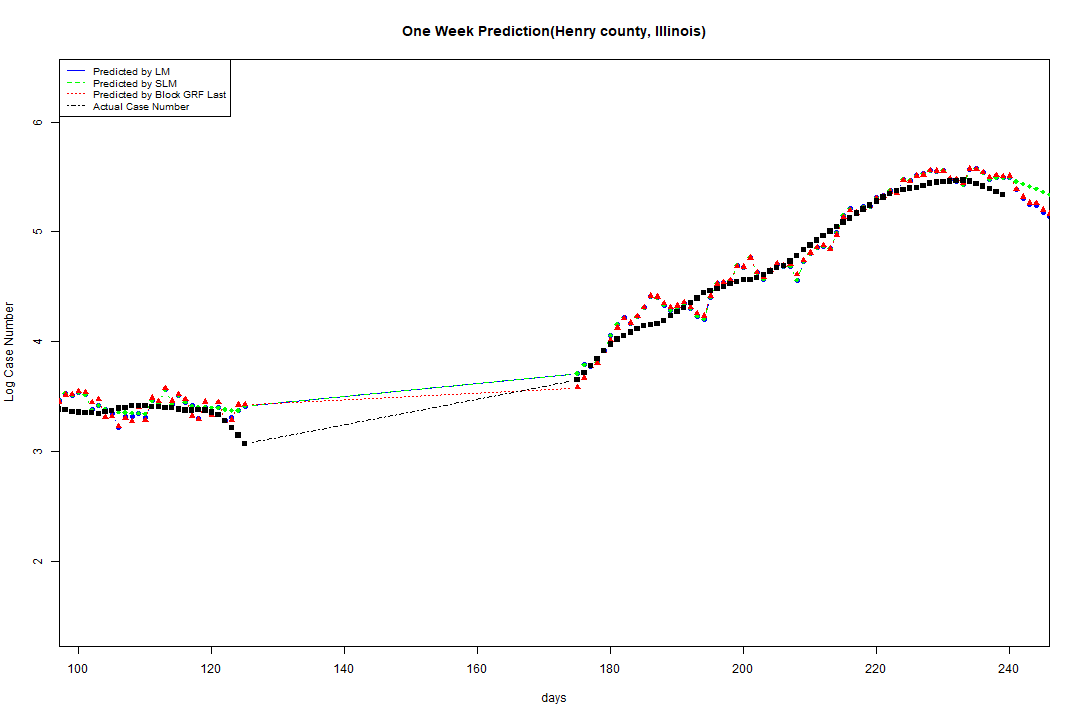 One Week Prediction(Henry county, Illinois)
Predicted by LM
Predicted by SLM
Predicted by Block GRF Last
Actual Case Number
Log Case Number
6
5
4
3
2
100 120 140 160 180 200 220 240
days